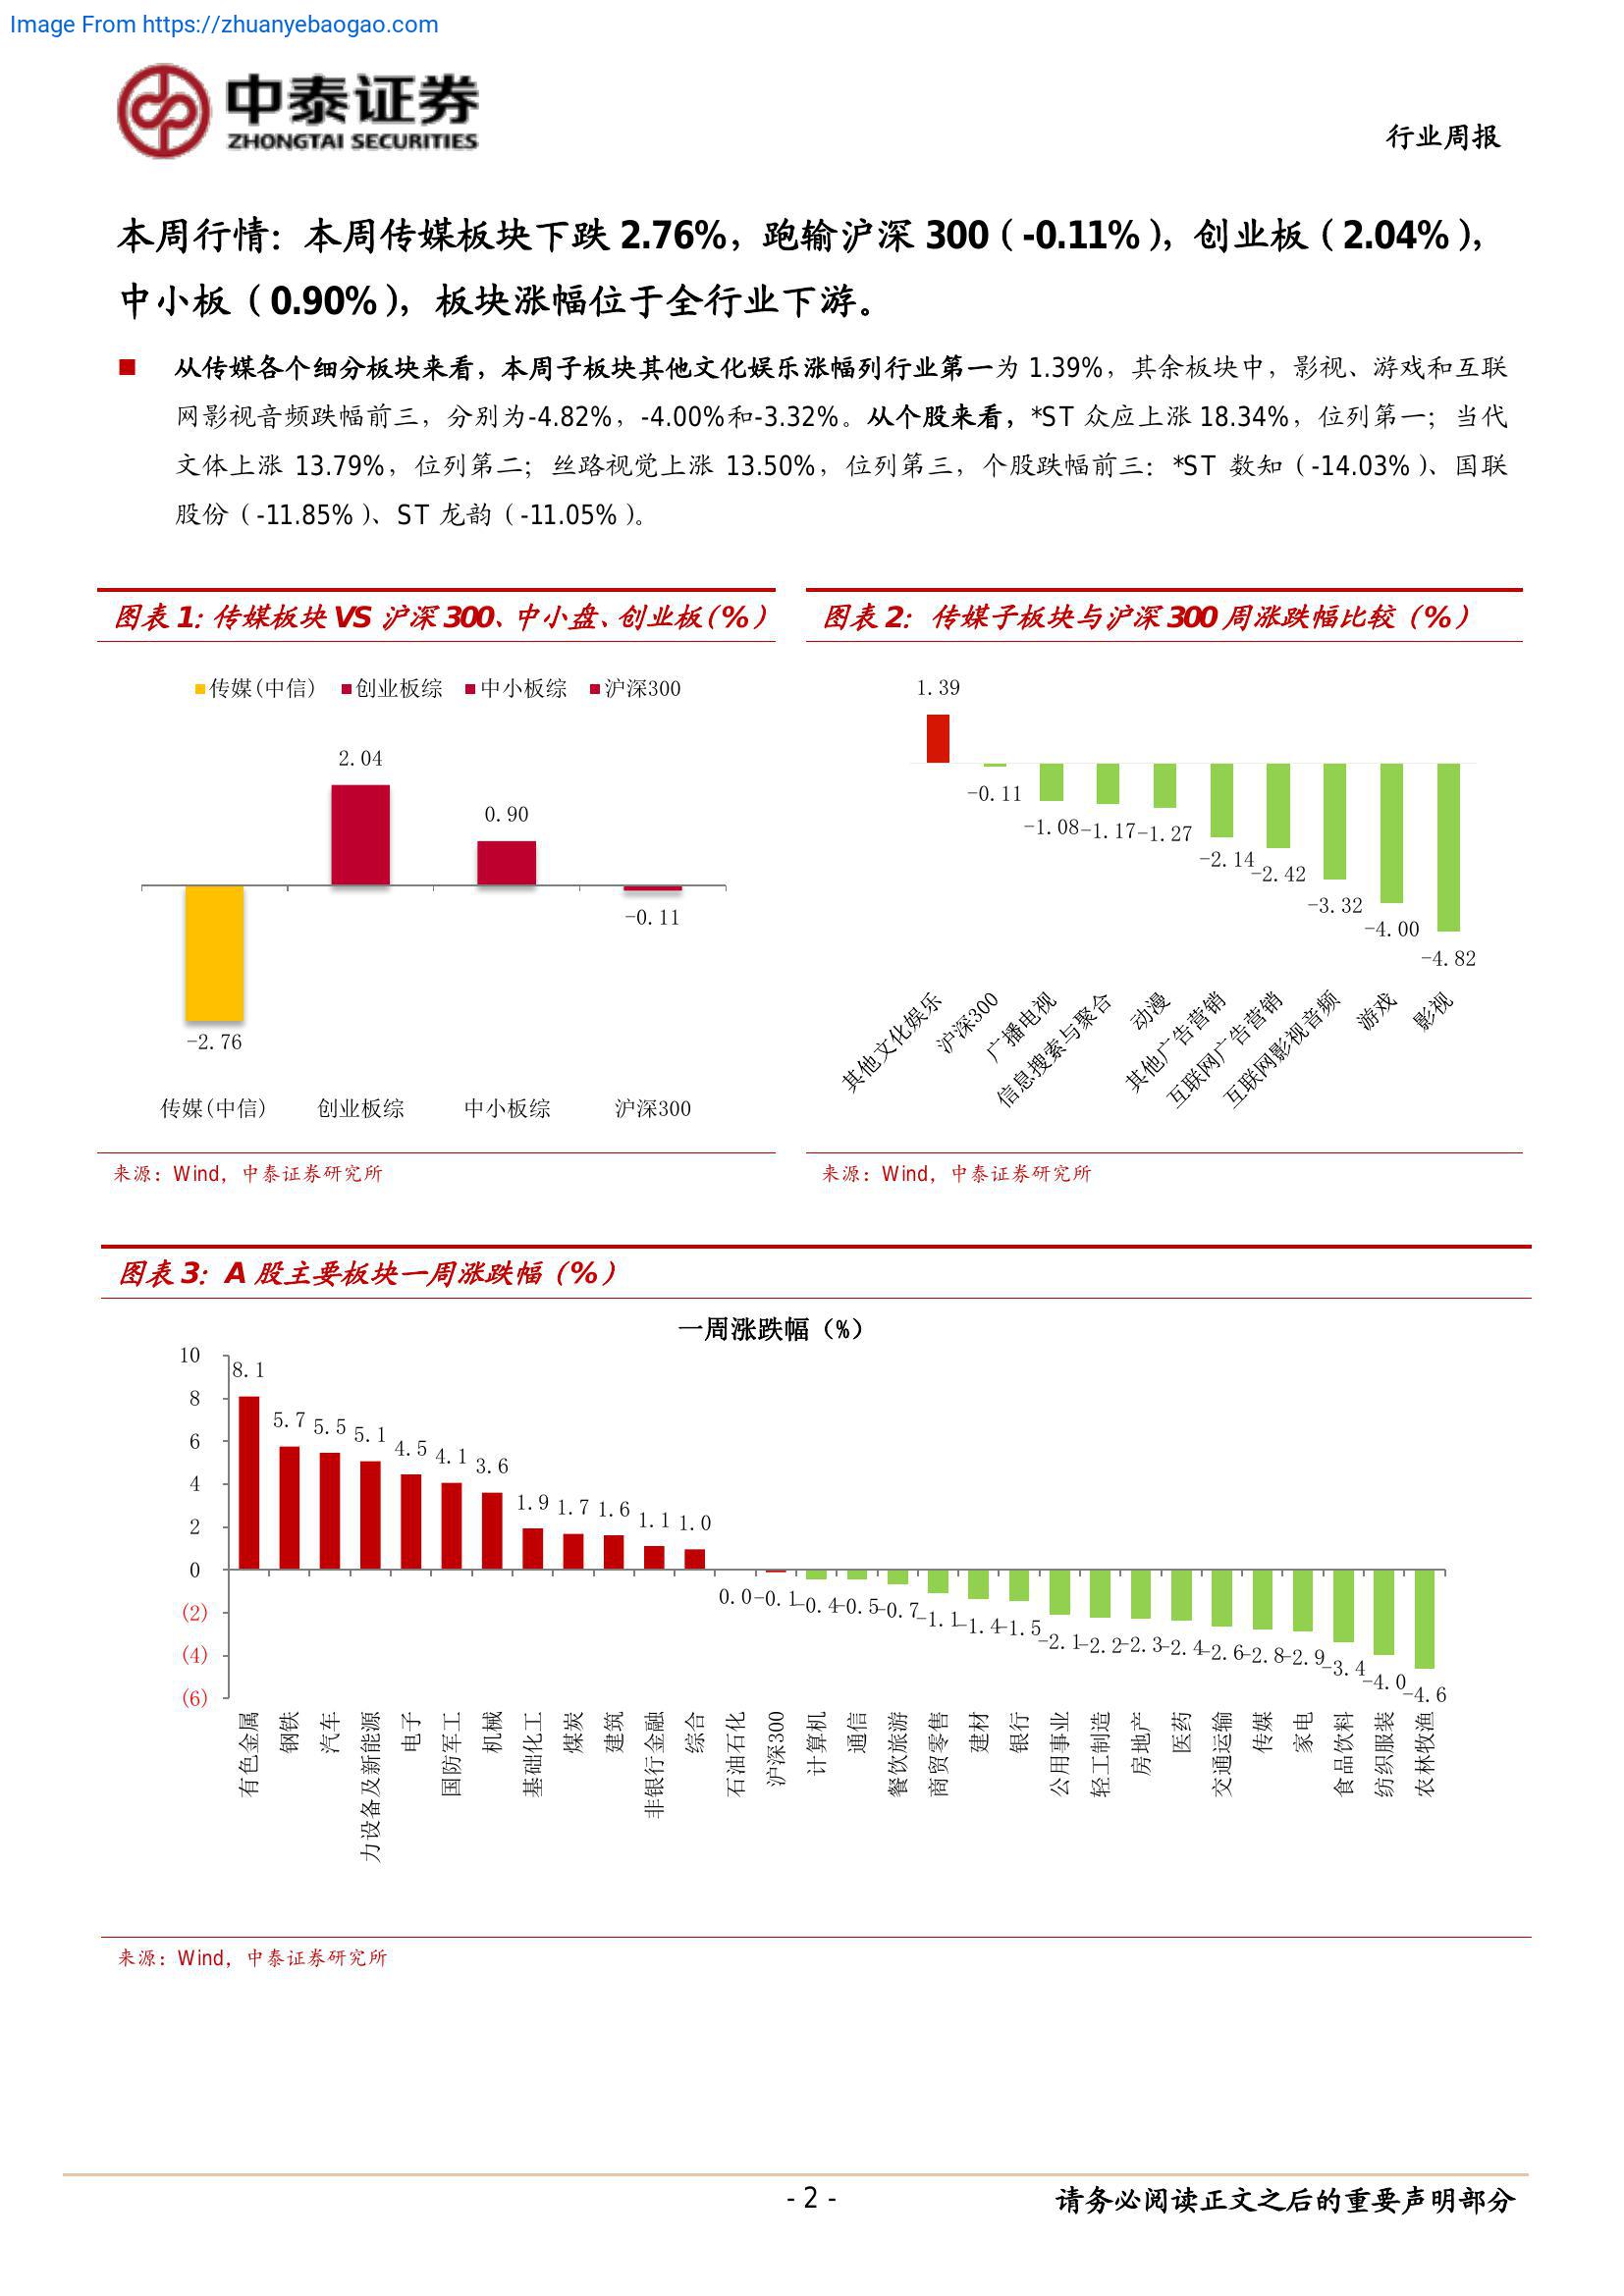 Image From https://zhuanyebaogao.com
中泰证券
ZHONGTAI SECURITIES
行业周报
本周行情：本周传媒板块下跌 2.76%，跑输沪深 300（-0.11%），创业板（2.04%），
中小板（0.90%），板块涨幅位于全行业下游。
■ 从传媒各个细分板块来看，本周子板块其他文化娱乐涨幅列行业第一为 1.39%，其余板块中，影视、游戏和互联
网影视音频跌幅前三，分别为-4.82%，-4.00%和-3.32%。从个股来看，*ST 众应上涨 18.34%，位列第一；当代
文体上涨 13.79%，位列第二；丝路视觉上涨 13.50%，位列第三，个股跌幅前三：*ST 数知（-14.03%）、国联
股份（-11.85%）、ST 龙韵（-11.05%）。
图表 1：传媒板块 VS 沪深 300、中小盘、创业板（%）
传媒(中信) 创业板综 中小板综 沪深300
2.04
0.90
-0.11
-2.76
传媒(中信) 创业板综 中小板综 沪深300
来源：Wind，中泰证券研究所
图表 2：传媒子板块与沪深 300 周涨跌幅比较（%）
1.39
-0.11
-1.08 -1.17 -1.27
-2.14
-2.42
-3.32
-4.00
-4.82
其他文化娱乐 沪深300 广播电视 信息搜索与聚合 动漫 其他广告营销 互联网广告营销 互联网影视音频 游戏 影视
来源：Wind，中泰证券研究所
图表 3：A 股主要板块一周涨跌幅（%）
一周涨跌幅（%）
10
8
6
4
2
0
(2)
(4)
(6)
8.1 5.7 5.5 5.1 4.5 4.1 3.6 1.9 1.7 1.6 1.1 1.0 0.0 -0.1 -0.4 -0.5 -0.7 -1.1 -1.4 -1.5 -2.1 -2.2 -2.3 -2.4 -2.6 -2.8 -2.9 -3.4 -4.0 -4.6
有色金属 钢铁 汽车 力设备及新能源 电子 国防军工 机械 基础化工 煤炭 建筑 非银行金融 综合 石油石化 沪深300 计算机 通信 餐饮旅游 商贸零售 建材 银行 公用事业 轻工制造 房地产 医药 交通运输 传媒 家电 食品饮料 纺织服装 农林牧渔
来源：Wind，中泰证券研究所
- 2 -
请务必阅读正文之后的重要声明部分